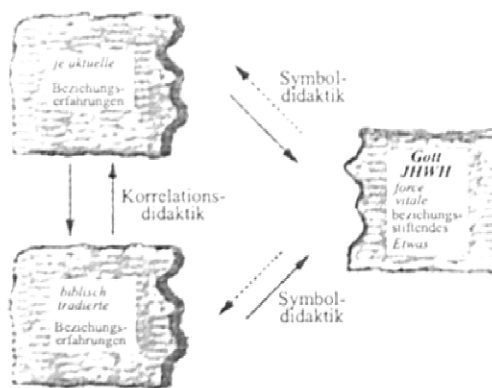 je aktuelle
Beziehungs-
erfahrungen
Symbol-
didaktik
Gott
JHWH
force
vitale
beziehungs-
stiftendes
Etwas
Korrelations-
didaktik
biblisch
tradierte
Beziehungs-
erfahrungen
Symbol-
didaktik